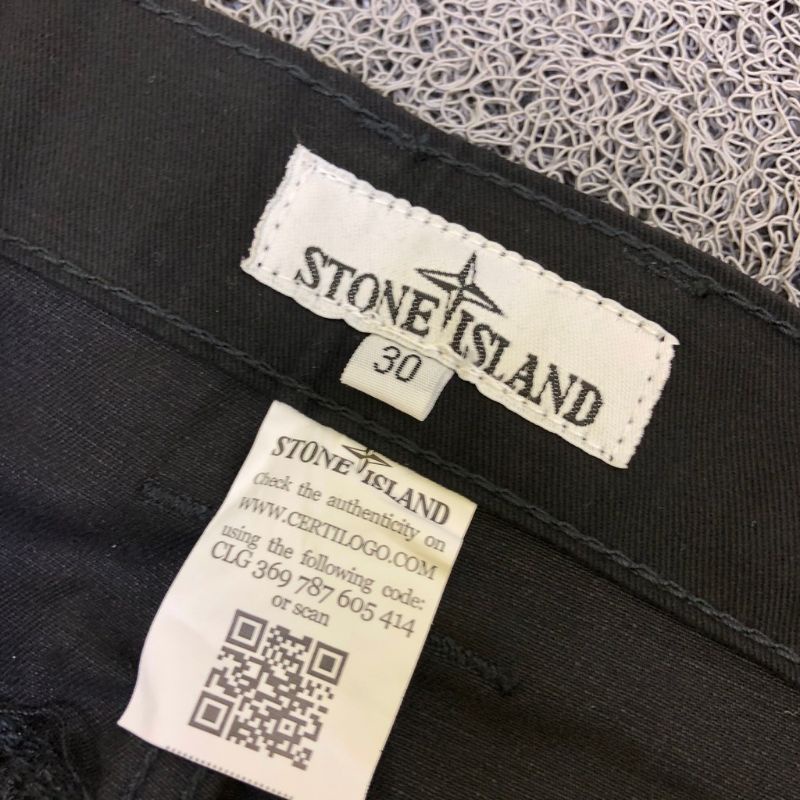 STONE ISLAND
30
STONE ISLAND
Check the authenticity on
WWW.CERTILOGO.COM
using the following code:
CLG 369 787 605 414
or scan